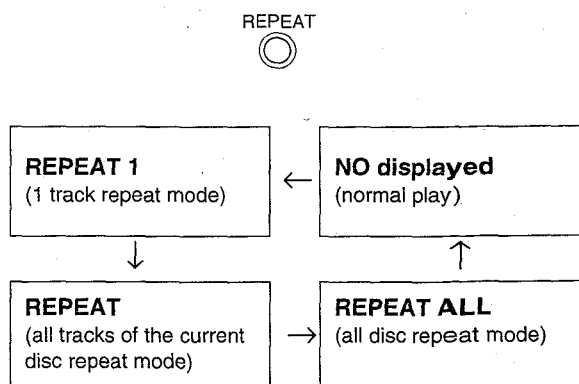 REPEAT
REPEAT 1
(1 track repeat mode)
NO displayed
(normal play)
REPEAT
(all tracks of the current
disc repeat mode)
REPEAT ALL
(all disc repeat mode)